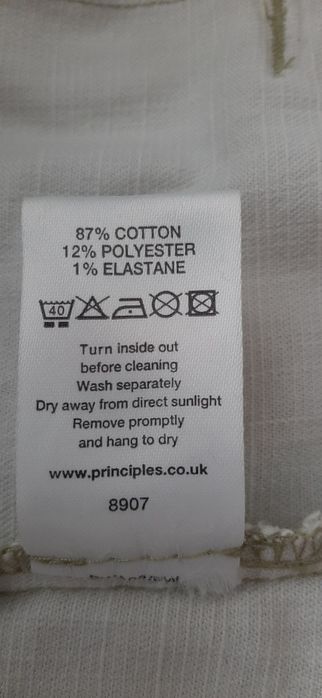 87% COTTON
12% POLYESTER
1% ELASTANE
40
Turn inside out
before cleaning
Wash separately
Dry away from direct sunlight
Remove promptly
and hang to dry
www.principles.co.uk
8907